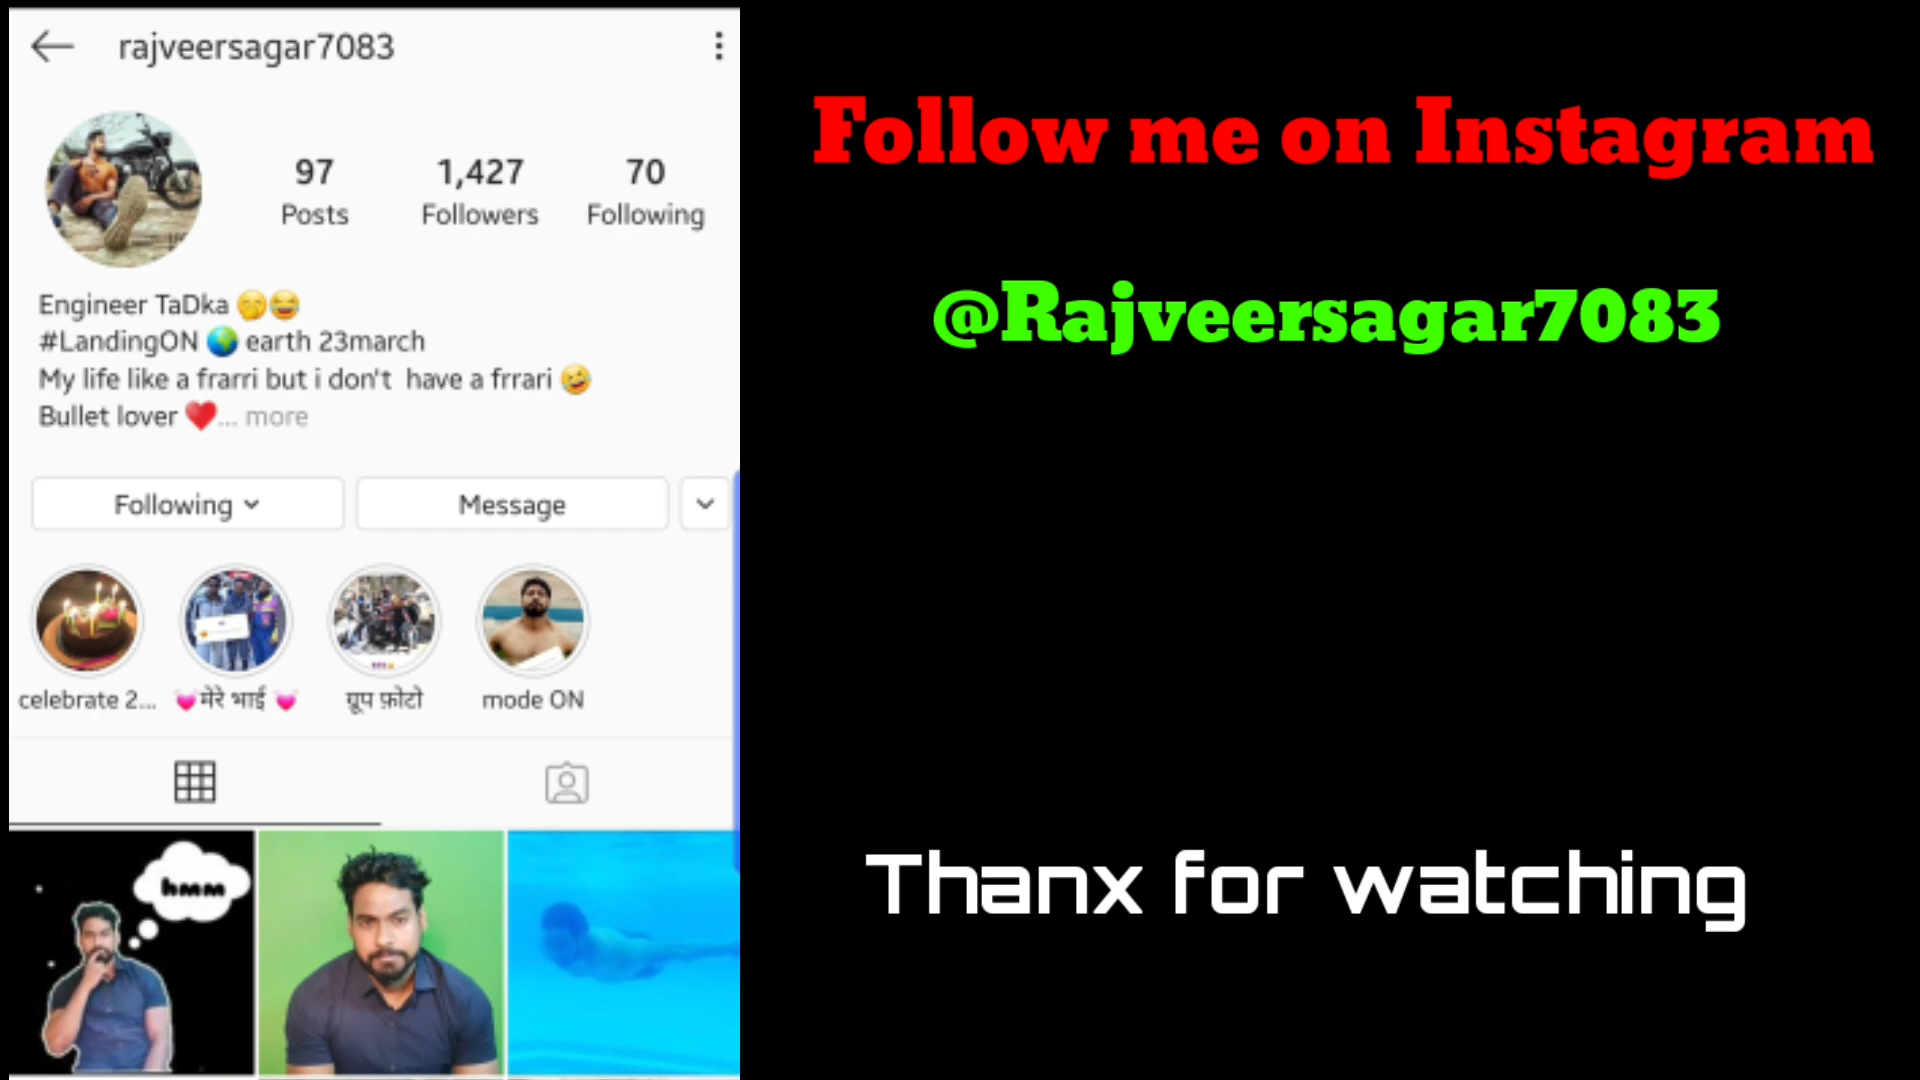 rajveersagar7083
97
1,427
70
Posts
Followers
Following
Engineer TaDka 🤭😂
#LandingON 🌍 earth 23march
My life like a frarri but i don't have a frrari 🤣
Bullet lover ❤️... more
Following
Message
celebrate 2...
💓मेरे भाई 💓
ग्रूप फ़ोटो
mode ON
hmm
Follow me on Instagram
@Rajveersagar7083
Thanx for watching